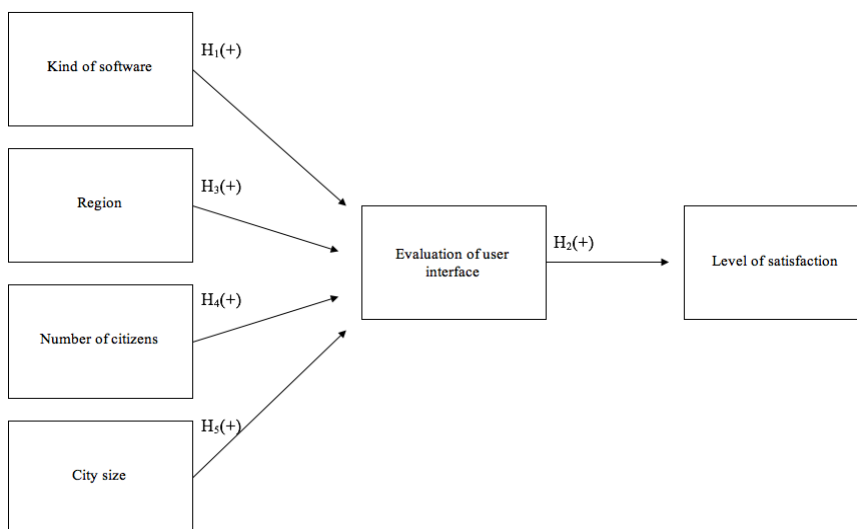 H₁(+)
Kind of software
H₃(+)
Region
Evaluation of user
interface
H₂(+)
Level of satisfaction
H₄(+)
Number of citizens
H₅(+)
City size